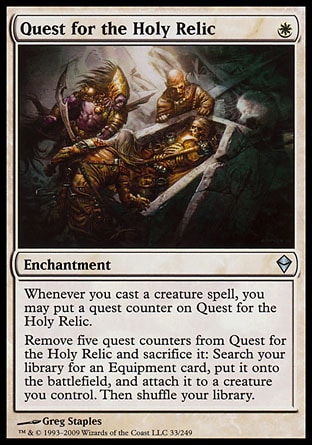 Quest for the Holy Relic
Enchantment
Whenever you cast a creature spell, you
may put a quest counter on Quest for the
Holy Relic.
Remove five quest counters from Quest for
the Holy Relic and sacrifice it: Search your
library for an Equipment card, put it onto
the battlefield, and attach it to a creature
you control. Then shuffle your library.
Greg Staples
™ & © 1993–2009 Wizards of the Coast LLC 33/249